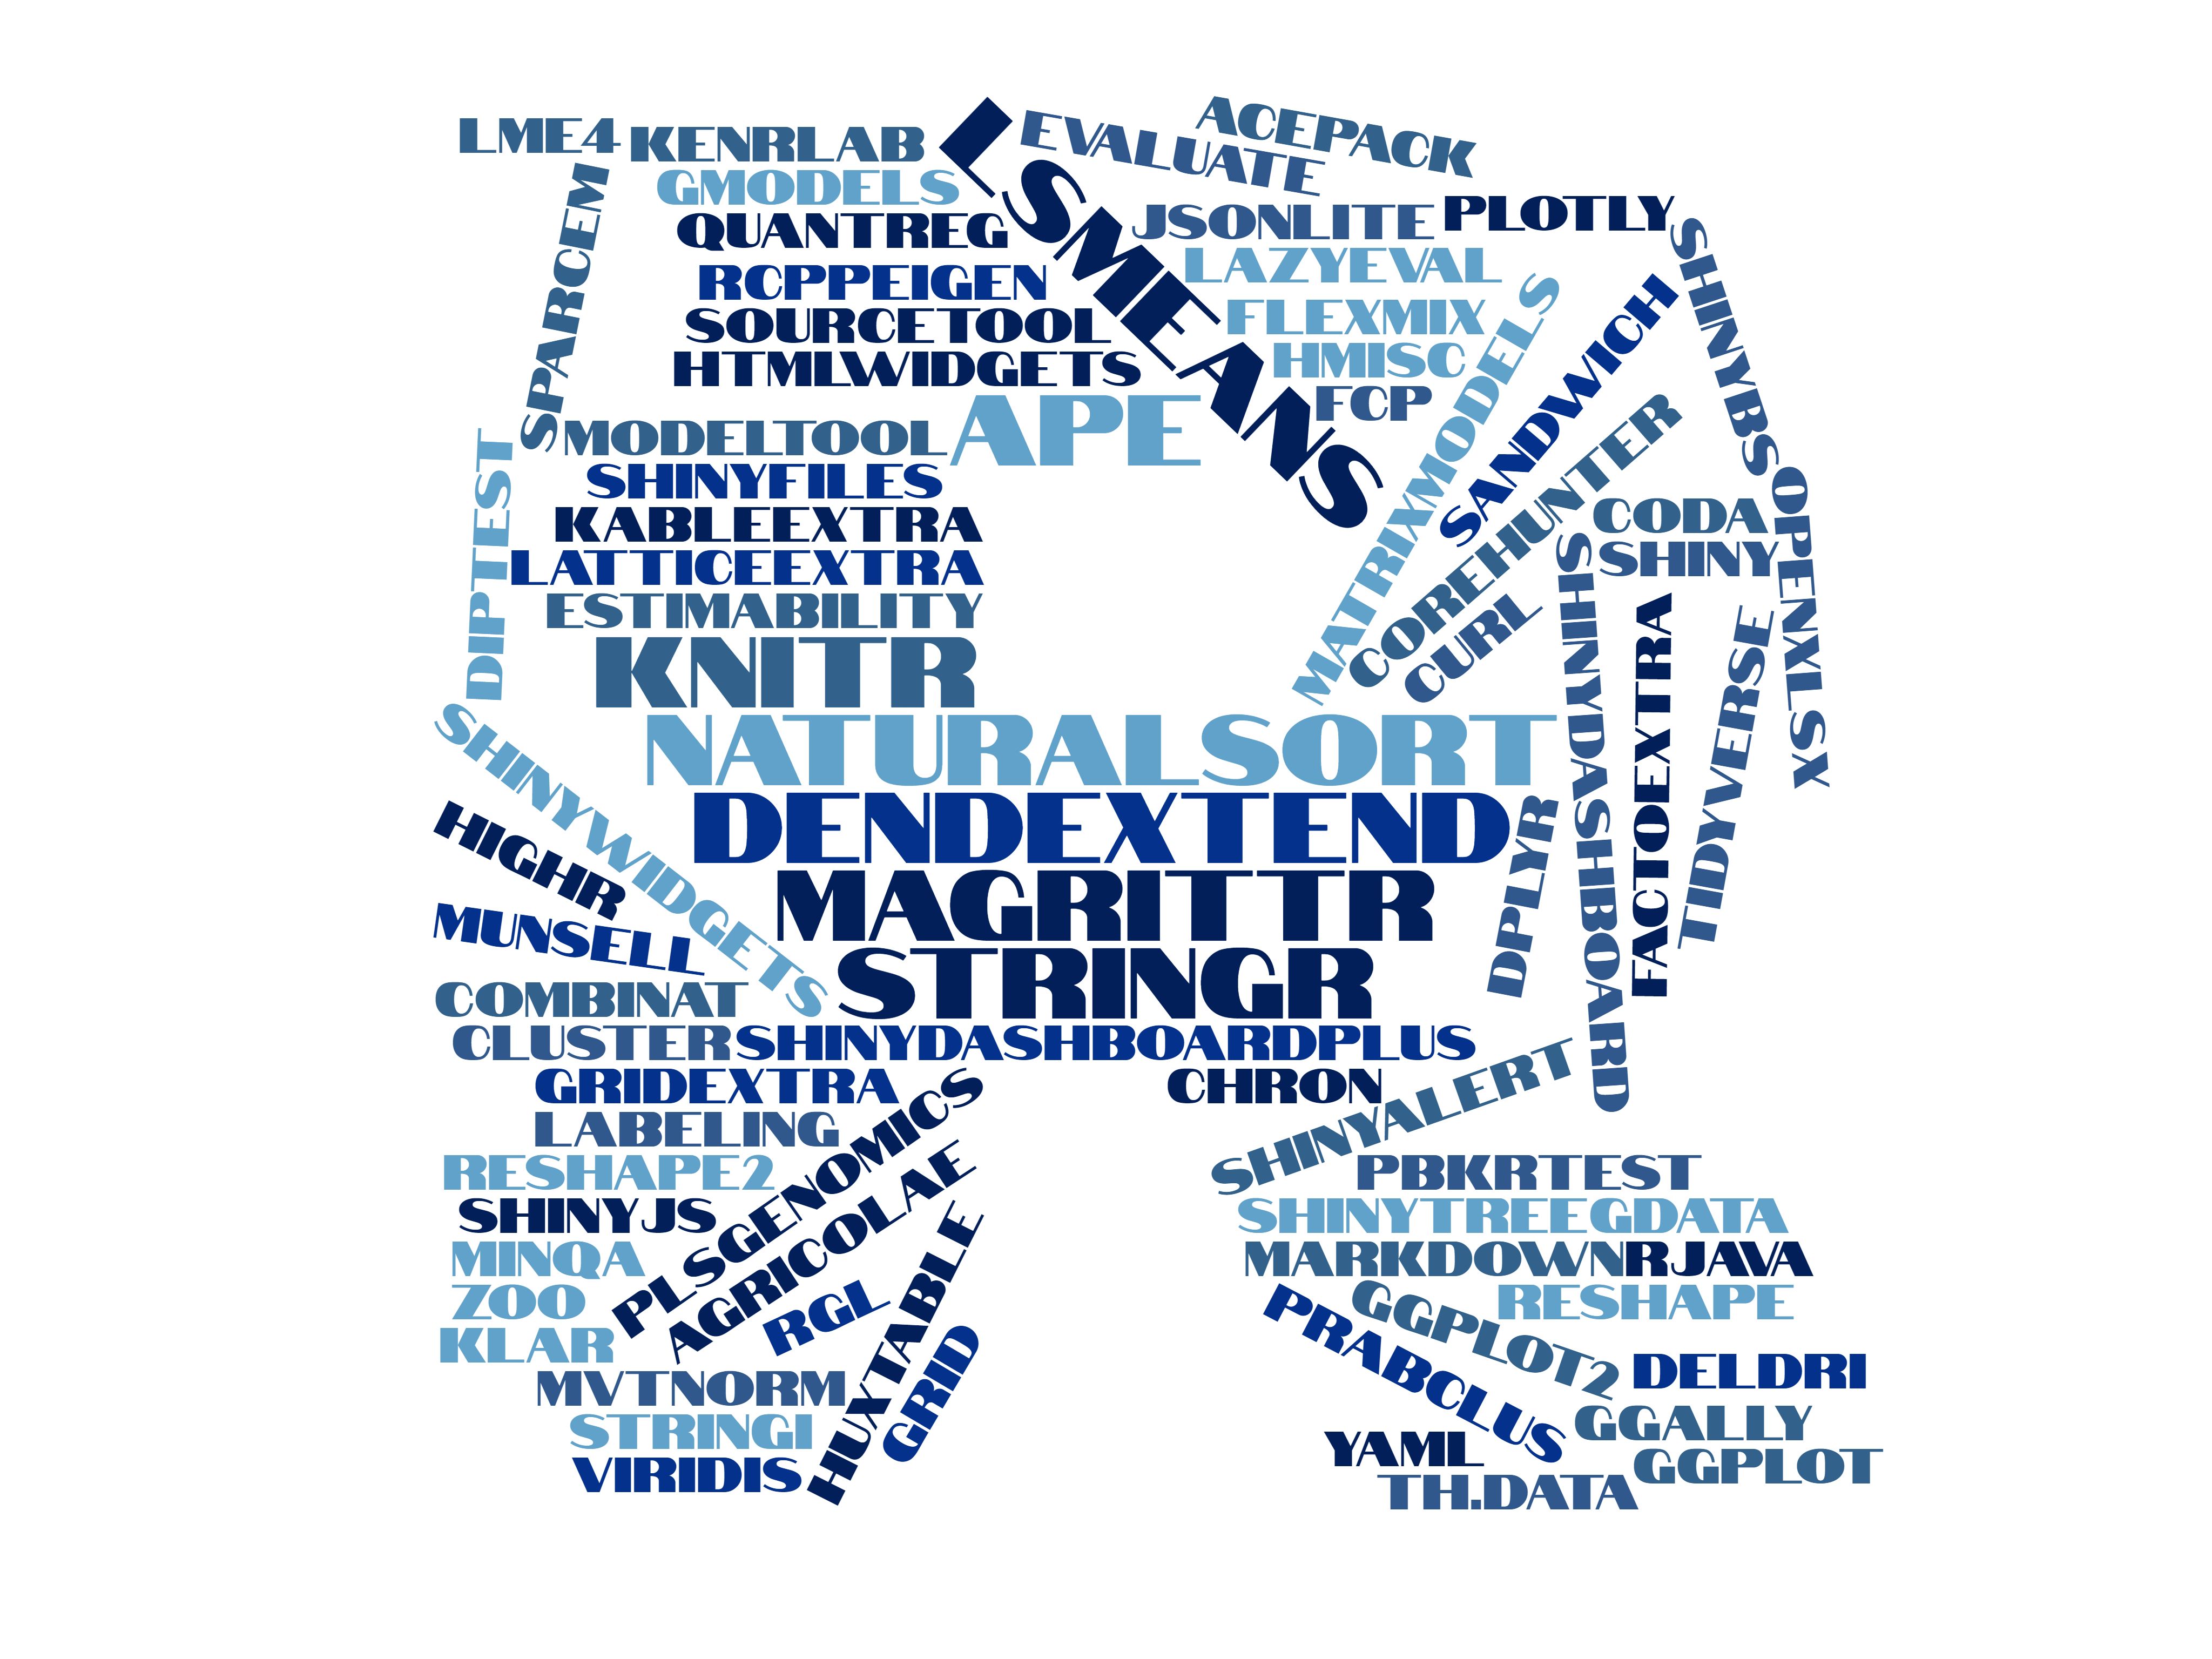 LME4
KENRLAB
LSMEANS
EVALUATE
ACEPACK
GMODELS
SPARCEM
QUANTREG
JSONLITE
PLOTLY
SHINYBS
RCPPEIGEN
LAZYEVAL
SOURCETOOL
FLEXMIX
MATRIXMODELS
SANDWICH
HTMLWIDGETS
HMISC
FCP
APE
MODELTOOL
COREHUNTER
DIPTEST
SHINYFILES
OPENXLSX
KABLEEXTRA
CODA
LATTICEEXTRA
SHINY
SHINYDASHBOARD
ESTIMABILITY
CURL
FACTOEXTRA
TIDYVERSE
KNITR
NATURALSORT
SHINYWIDGETS
DENDEXTEND
DPLYR
HIGHR
MAGRITTR
MUNSELL
STRINGR
COMBINAT
CLUSTER
SHINYDASHBOARDPLUS
GRIDEXTRA
PLSGENOMICS
CHRON
SHINYALERT
LABELING
AGRICOLAE
RESHAPE2
PBKRTEST
SHINYJS
SHINYTREE
GDATA
MINQA
MARKDOWN
RJAVA
ZOO
RGL
HUXTABLE
PRABCLUS
GGPLOT2
RESHAPE
KLAR
GRID
DELDRI
MVTNORM
STRINGI
GGALLY
YAML
VIRIDIS
GGPLOT
TH.DATA